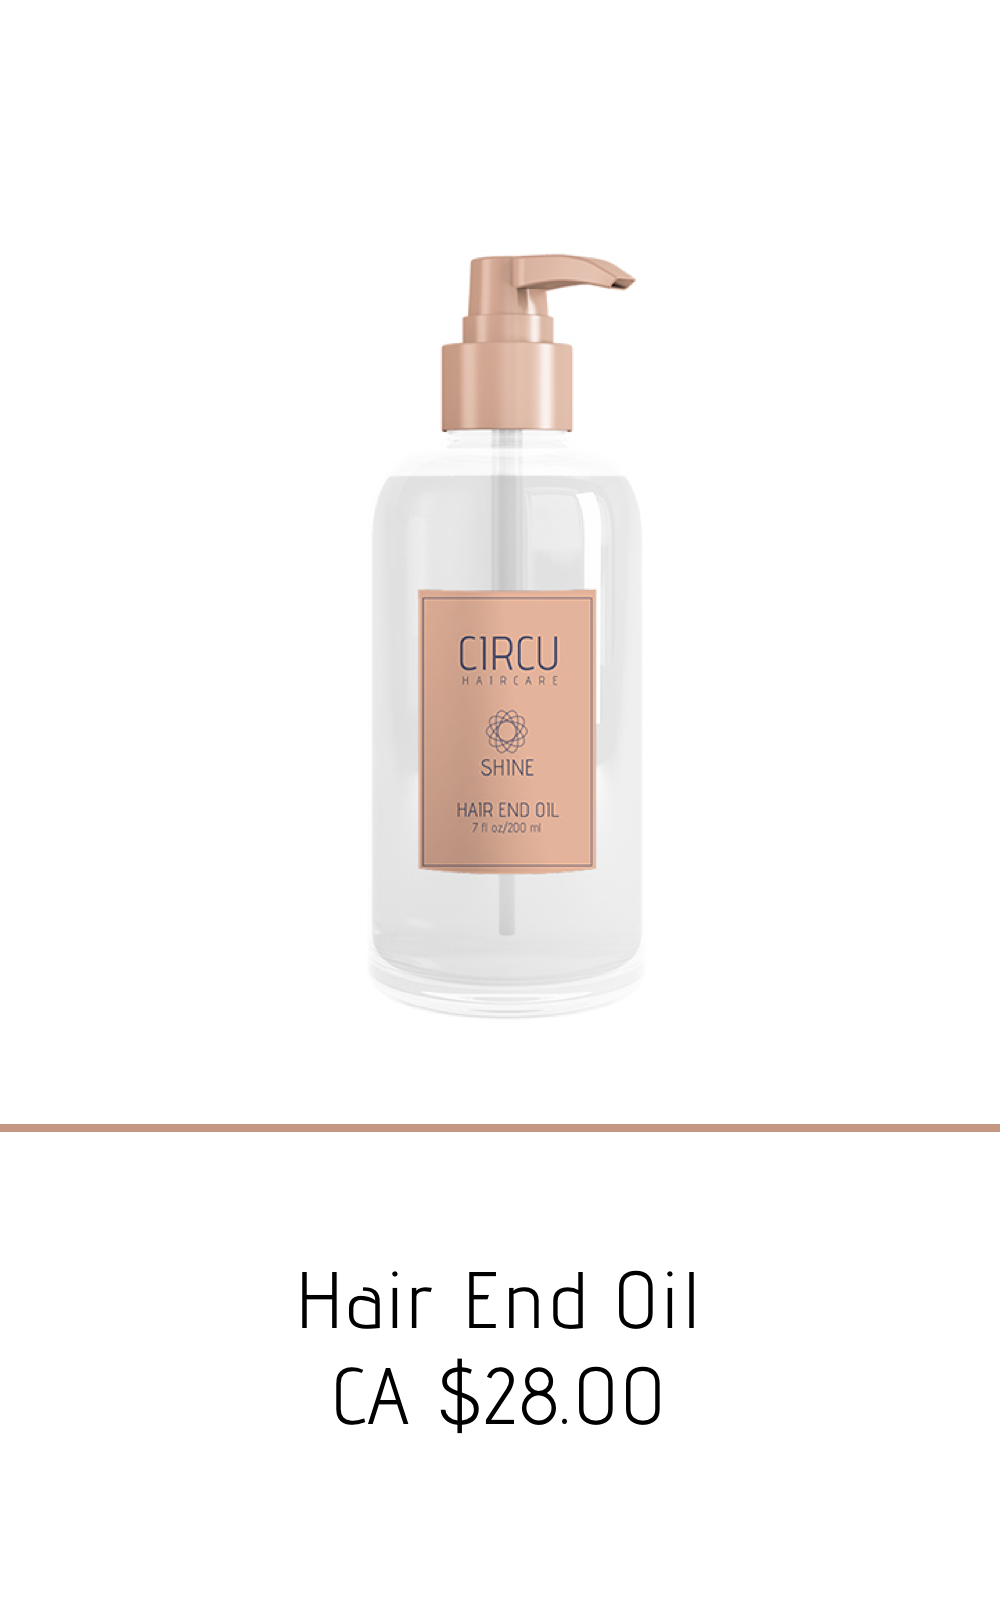 CIRCU
HAIRCARE
SHINE
HAIR END OIL
7 fl oz/200 ml
Hair End Oil
CA $28.00